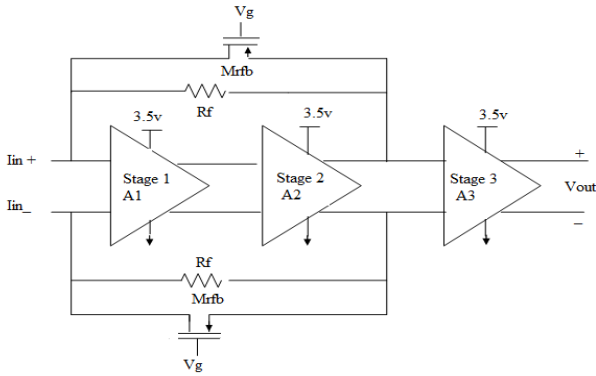 Vg
Mrfb
Rf
3.5v
3.5v
3.5v
Iin +
Stage 1
A1
Stage 2
A2
Stage 3
A3
+
Vout
Iin_
–
Rf
Mrfb
Vg